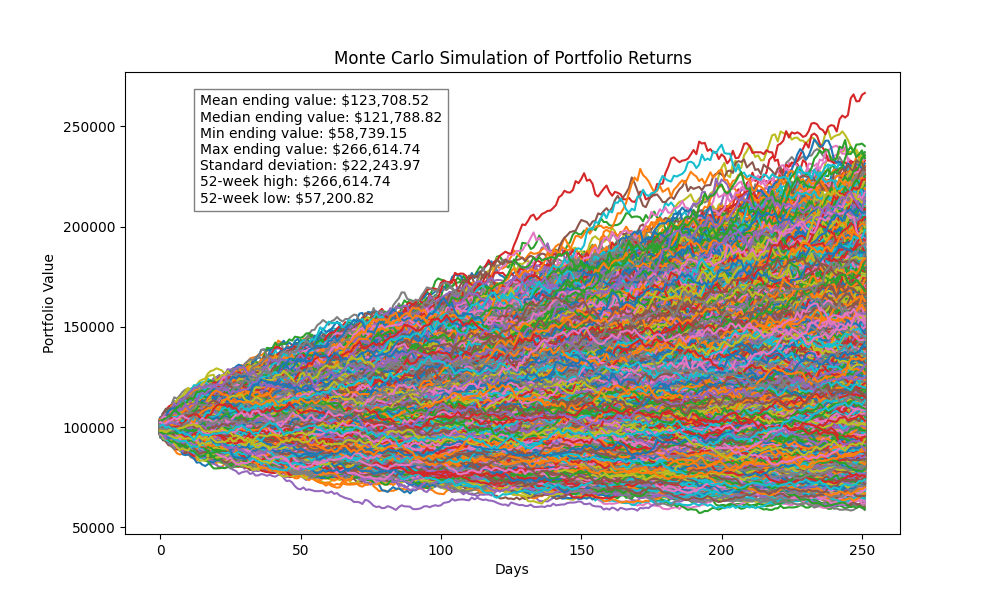 Monte Carlo Simulation of Portfolio Returns
Mean ending value: $123,708.52
Median ending value: $121,788.82
Min ending value: $58,739.15
Max ending value: $266,614.74
Standard deviation: $22,243.97
52-week high: $266,614.74
52-week low: $57,200.82
Portfolio Value
250000
200000
150000
100000
50000
0 50 100 150 200 250
Days